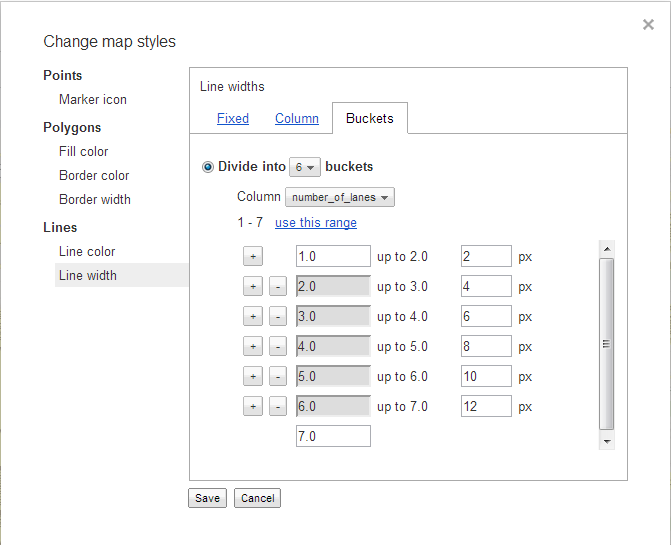 ×
Change map styles
Points
Marker icon
Polygons
Fill color
Border color
Border width
Lines
Line color
Line width
Line widths
Fixed Column Buckets
Divide into 6 buckets
Column number_of_lanes
1 - 7 use this range
+ 1.0 up to 2.0 2 px
+ - 2.0 up to 3.0 4 px
+ - 3.0 up to 4.0 6 px
+ - 4.0 up to 5.0 8 px
+ - 5.0 up to 6.0 10 px
+ - 6.0 up to 7.0 12 px
7.0
Save Cancel